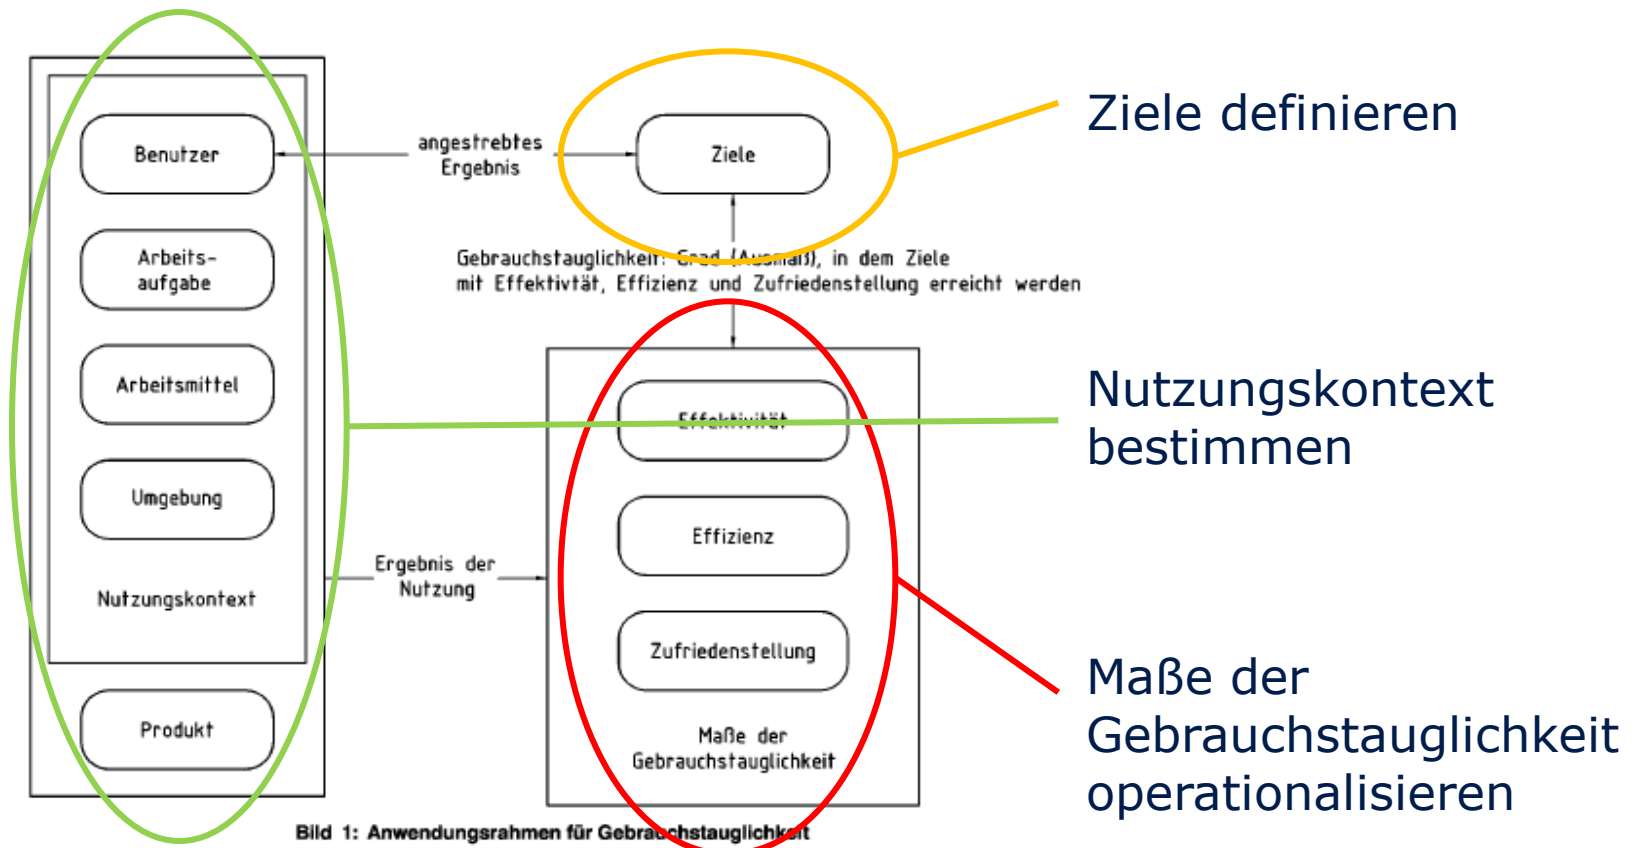 Benutzer
Arbeits-
aufgabe
Arbeitsmittel
Umgebung
Nutzungskontext
Produkt
angestrebtes
Ergebnis
Ziele
Gebrauchstauglichkeit: Grad (Ausmaß), in dem Ziele
mit Effektivtät, Effizienz und Zufriedenstellung erreicht werden
Ergebnis der
Nutzung
Effektivität
Effizienz
Zufriedenstellung
Maße der
Gebrauchstauglichkeit
Bild 1: Anwendungsrahmen für Gebrauchstauglichkeit
Ziele definieren
Nutzungskontext
bestimmen
Maße der
Gebrauchstauglichkeit
operationalisieren